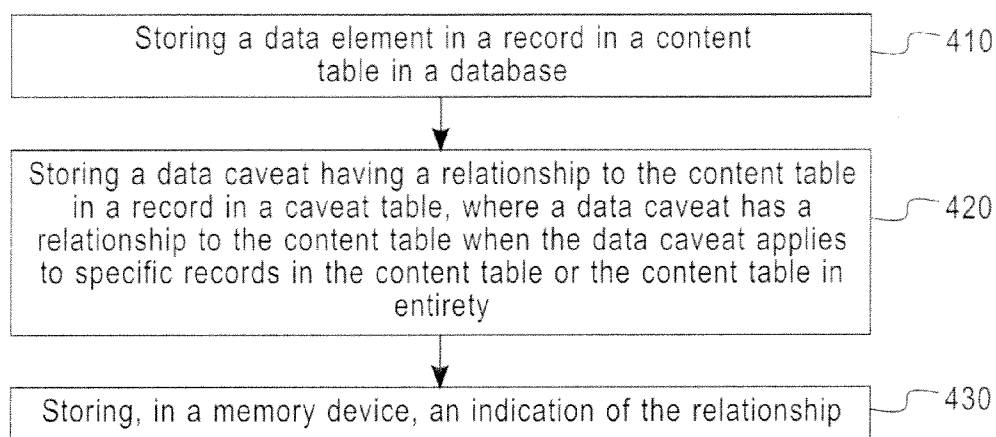 Storing a data element in a record in a content
table in a database
410
Storing a data caveat having a relationship to the content table
in a record in a caveat table, where a data caveat has a
relationship to the content table when the data caveat applies
to specific records in the content table or the content table in
entirety
420
Storing, in a memory device, an indication of the relationship
430